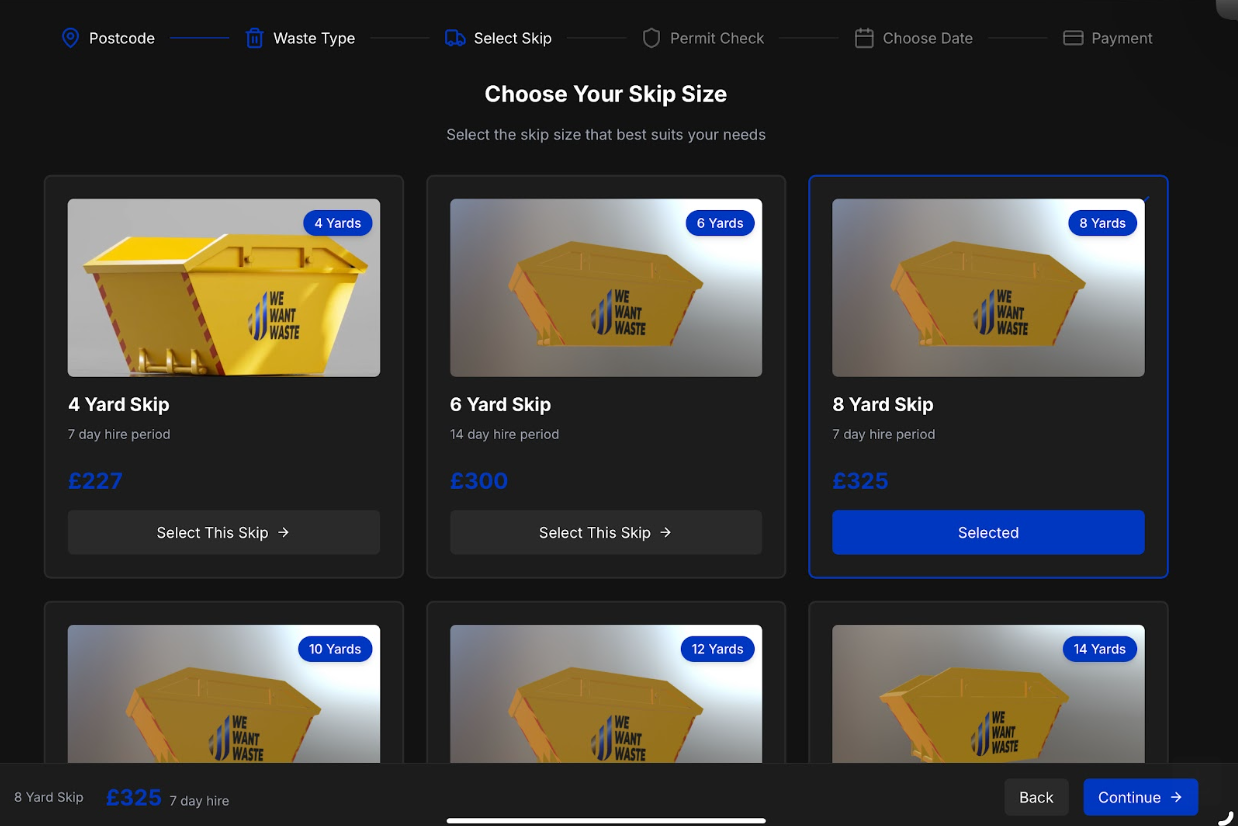 Postcode
Waste Type
Select Skip
Permit Check
Choose Date
Payment
Choose Your Skip Size
Select the skip size that best suits your needs
4 Yards
WE
WANT
WASTE
4 Yard Skip
7 day hire period
£227
Select This Skip →
6 Yards
WE
WANT
WASTE
6 Yard Skip
14 day hire period
£300
Select This Skip →
8 Yards
WE
WANT
WASTE
8 Yard Skip
7 day hire period
£325
Selected
10 Yards
WE
WANT
WASTE
12 Yards
WE
WANT
WASTE
14 Yards
WE
WANT
WASTE
8 Yard Skip
£325
7 day hire
Back
Continue →